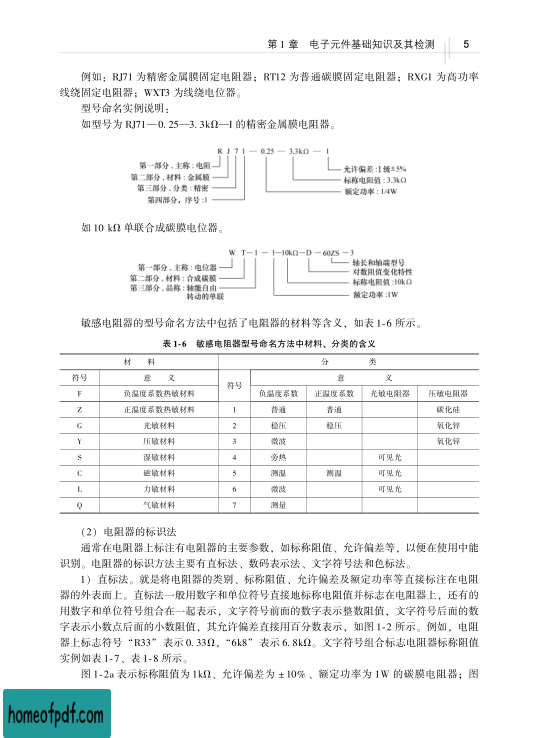 第 1 章 电子元件基础知识及其检测 5
例如：RJ71 为精密金属膜固定电阻器；RT12 为普通碳膜固定电阻器；RXG1 为高功率
线绕固定电阻器；WXT3 为线绕电位器。
型号命名实例说明：
如型号为 RJ71—0. 25—3. 3kΩ—I 的精密金属膜电阻器。
R J 7 1 — 0.25 — 3.3kΩ — I
第一部分，主称：电阻
第二部分，材料：金属膜
第三部分，分类：精密
第四部分，序号：1
允许偏差：I 级±5%
标称电阻值：3.3kΩ
额定功率：1/4W
如 10 kΩ 单联合成碳膜电位器。
W T—1—1—10kΩ—D—60ZS—3
第一部分，主称：电位器
第二部分，材料：合成碳膜
第三部分，品称：轴能自由
转动的单联
轴长和轴端型号
对数阻值变化特性
标称电阻值：10kΩ
额定功率：1W
敏感电阻器的型号命名方法中包括了电阻器的材料等含义，如表 1-6 所示。
表 1-6 敏感电阻器型号命名方法中材料、分类的含义
材 料 分 类
符号 意 义 符号 意 义
F 负温度系数热敏材料 负温度系数 正温度系数 光敏电阻器 压敏电阻器
Z 正温度系数热敏材料 1 普通 普通 碳化硅
G 光敏材料 2 稳压 稳压 氧化锌
Y 压敏材料 3 微波 氧化锌
S 湿敏材料 4 旁热 可见光
C 磁敏材料 5 测温 测温 可见光
L 力敏材料 6 微波 可见光
Q 气敏材料 7 测量
（2）电阻器的标识法
通常在电阻器上标注有电阻器的主要参数，如标称阻值、允许偏差等，以便在使用中能
识别。电阻器的标识方法主要有直标法、数码表示法、文字符号法和色标法。
1）直标法。就是将电阻器的类别、标称阻值、允许偏差及额定功率等直接标注在电阻
器的外表面上。直标法一般用数字和单位符号直接地标称电阻值并标志在电阻器上，还有的
用数字和单位符号组合在一起表示，文字符号前面的数字表示整数阻值，文字符号后面的数
字表示小数点后面的小数阻值，其允许偏差直接用百分数表示，如图 1-2 所示。例如，电阻
器上标志符号“R33”表示 0. 33Ω，“6k8”表示 6. 8kΩ。文字符号组合标志电阻器标称阻值
实例如表 1-7、表 1-8 所示。
图 1-2a 表示标称阻值为 1kΩ、允许偏差为 ±10%、额定功率为 1W 的碳膜电阻器；图
homeofpdf.com